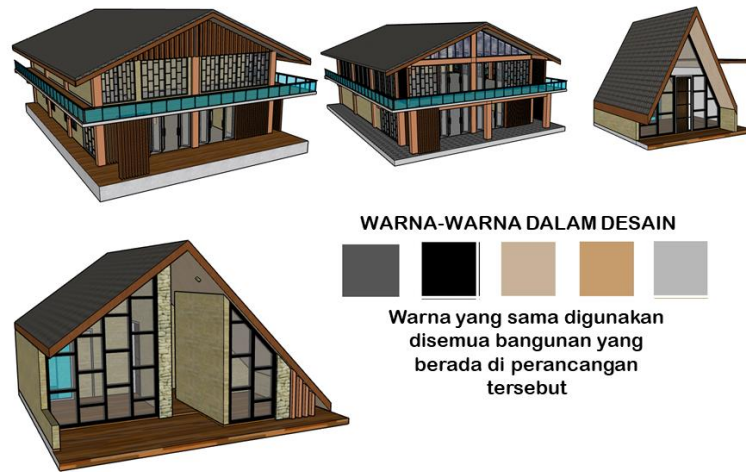 WARNA-WARNA DALAM DESAIN
Warna yang sama digunakan
disemua bangunan yang
berada di perancangan
tersebut